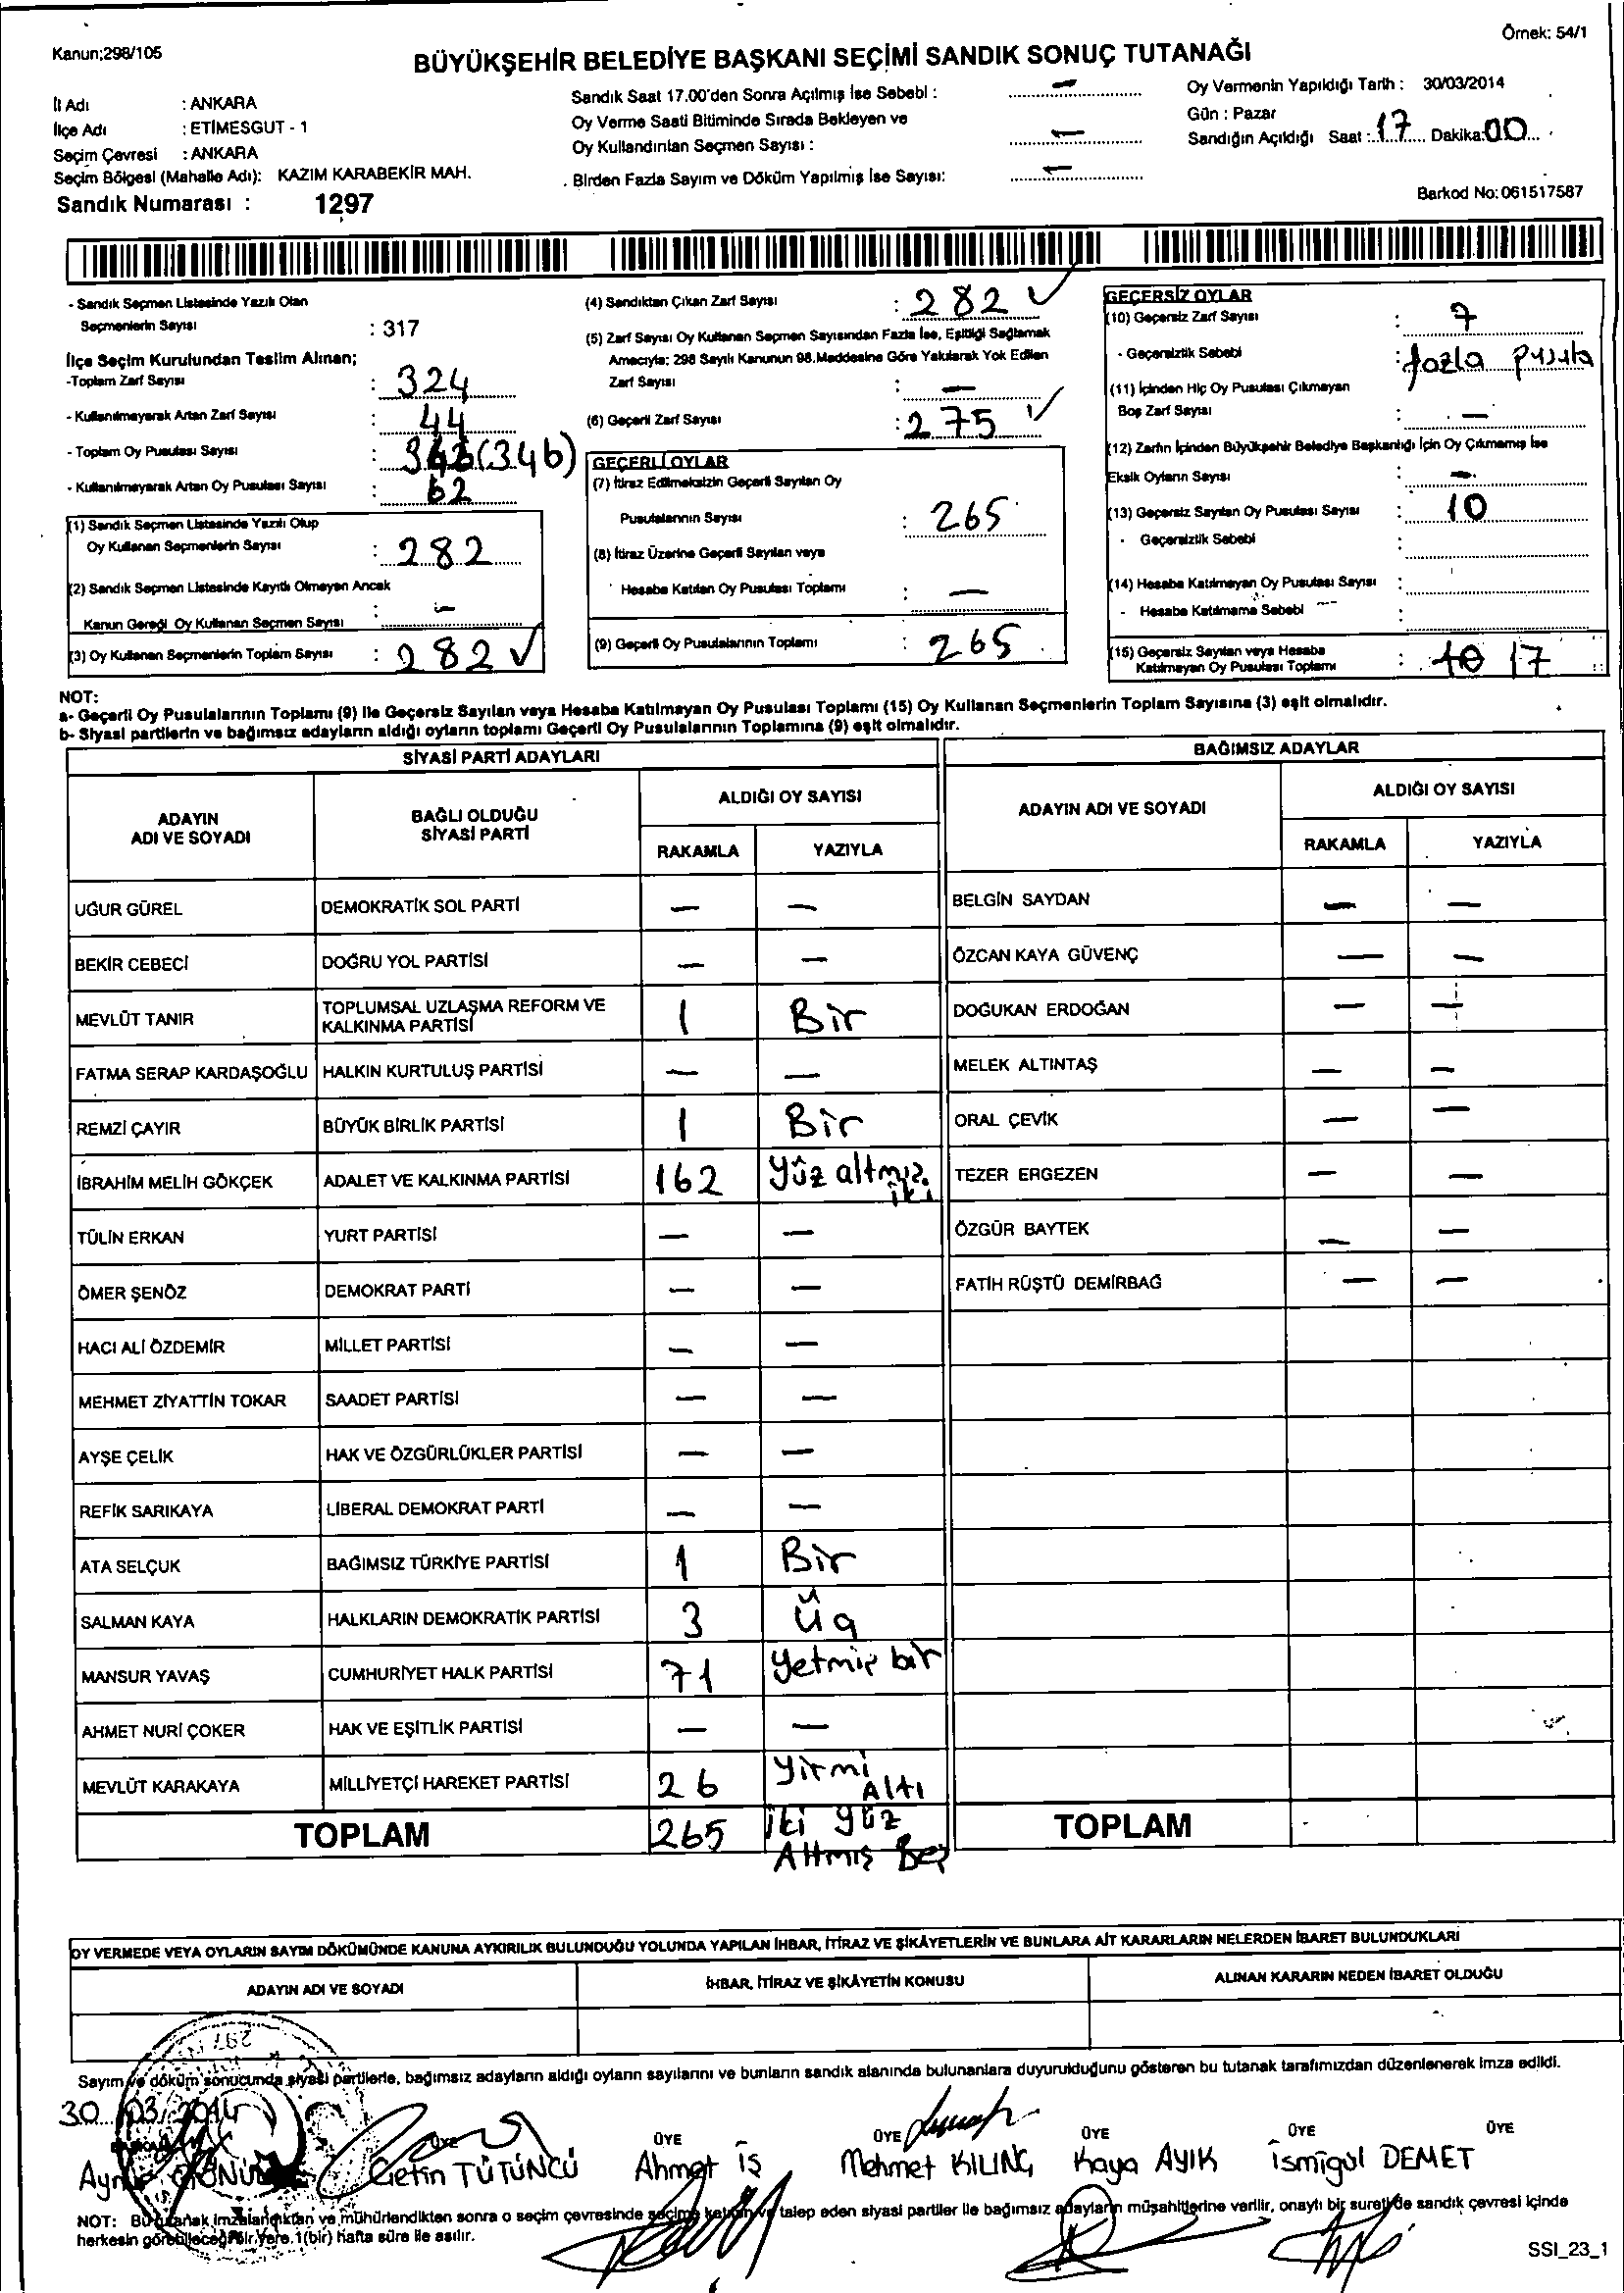 Kanun;298/105
Örnek: 54/1
BÜYÜKŞEHİR BELEDİYE BAŞKANI SEÇİMİ SANDIK SONUÇ TUTANAĞI
İl Adı : ANKARA
İlçe Adı : ETİMESGUT - 1
Seçim Çevresi : ANKARA
Seçim Bölgesi (Mahalle Adı): KAZIM KARABEKİR MAH.
Sandık Numarası : 1297
Sandık Saat 17.00'den Sonra Açılmış İse Sebebi : —
Oy Verme Saati Bitiminde Sırada Bekleyen ve
Oy Kullandırılan Seçmen Sayısı : —
Birden Fazla Sayım ve Döküm Yapılmış İse Sayısı: —
Oy Vermenin Yapıldığı Tarih : 30/03/2014
Gün : Pazar
Sandığın Açıldığı Saat : 17 Dakika: 00
Barkod No: 061517587
- Sandık Seçmen Listesinde Yazılı Olan
Seçmenlerin Sayısı : 317
İlçe Seçim Kurulundan Teslim Alınan;
-Toplam Zarf Sayısı : 324
- Kullanılmayarak Artan Zarf Sayısı : 44
- Toplam Oy Pusulası Sayısı : (346)
- Kullanılmayarak Artan Oy Pusulası Sayısı : 62
(1) Sandık Seçmen Listesinde Yazılı Olup
Oy Kullanan Seçmenlerin Sayısı : 282
(2) Sandık Seçmen Listesinde Kayıtlı Olmayan Ancak
Kanun Gereği Oy Kullanan Seçmen Sayısı : —
(3) Oy Kullanan Seçmenlerin Toplam Sayısı : 282 ✓
(4) Sandıktan Çıkan Zarf Sayısı : 282 ✓
(5) Zarf Sayısı Oy Kullanan Seçmen Sayısından Fazla İse, Eşitliği Sağlamak
Amacıyla; 298 Sayılı Kanunun 98.Maddesine Göre Yakılarak Yok Edilen
Zarf Sayısı : —
(6) Geçerli Zarf Sayısı : 275 ✓
GEÇERLİ OYLAR
(7) İtiraz Edilmeksizin Geçerli Sayılan Oy
Pusulalarının Sayısı : 265
(8) İtiraz Üzerine Geçerli Sayılan veya
Hesaba Katılan Oy Pusulası Toplamı : —
(9) Geçerli Oy Pusulalarının Toplamı : 265
GEÇERSİZ OYLAR
(10) Geçersiz Zarf Sayısı : 7
- Geçersizlik Sebebi : fazla pusula
(11) İçinden Hiç Oy Pusulası Çıkmayan
Boş Zarf Sayısı : —
(12) Zarfın İçinden Büyükşehir Belediye Başkanlığı İçin Oy Çıkmamış İse
Eksik Oyların Sayısı : —
(13) Geçersiz Sayılan Oy Pusulası Sayısı : 10
- Geçersizlik Sebebi :
(14) Hesaba Katılmayan Oy Pusulası Sayısı :
- Hesaba Katılmama Sebebi :
(15) Geçersiz Sayılan veya Hesaba
Katılmayan Oy Pusulası Toplamı : 10 17
NOT:
a- Geçerli Oy Pusulalarının Toplamı (9) ile Geçersiz Sayılan veya Hesaba Katılmayan Oy Pusulası Toplamı (15) Oy Kullanan Seçmenlerin Toplam Sayısına (3) eşit olmalıdır.
b- Siyasi partilerin ve bağımsız adayların aldığı oyların toplamı Geçerli Oy Pusulalarının Toplamına (9) eşit olmalıdır.
SİYASİ PARTİ ADAYLARI
ADAYIN ADI VE SOYADI BAĞLI OLDUĞU SİYASİ PARTİ ALDIĞI OY SAYISI
RAKAMLA YAZIYLA
UĞUR GÜREL DEMOKRATİK SOL PARTİ — —
BEKİR CEBECİ DOĞRU YOL PARTİSİ — —
MEVLÜT TANIR TOPLUMSAL UZLAŞMA REFORM VE KALKINMA PARTİSİ 1 Bir
FATMA SERAP KARDAŞOĞLU HALKIN KURTULUŞ PARTİSİ — —
REMZİ ÇAYIR BÜYÜK BİRLİK PARTİSİ 1 Bir
İBRAHİM MELİH GÖKÇEK ADALET VE KALKINMA PARTİSİ 162 Yüz altmış iki
TÜLİN ERKAN YURT PARTİSİ — —
ÖMER ŞENÖZ DEMOKRAT PARTİ — —
HACI ALİ ÖZDEMİR MİLLET PARTİSİ — —
MEHMET ZİYATTİN TOKAR SAADET PARTİSİ — —
AYŞE ÇELİK HAK VE ÖZGÜRLÜKLER PARTİSİ — —
REFİK SARIKAYA LİBERAL DEMOKRAT PARTİ — —
ATA SELÇUK BAĞIMSIZ TÜRKİYE PARTİSİ 1 Bir
SALMAN KAYA HALKLARIN DEMOKRATİK PARTİSİ 3 Üç
MANSUR YAVAŞ CUMHURİYET HALK PARTİSİ 71 Yetmiş bir
AHMET NURİ ÇOKER HAK VE EŞİTLİK PARTİSİ — —
MEVLÜT KARAKAYA MİLLİYETÇİ HAREKET PARTİSİ 26 Yirmi Altı
TOPLAM 265 İki yüz Altmış Beş
BAĞIMSIZ ADAYLAR
ADAYIN ADI VE SOYADI ALDIĞI OY SAYISI
RAKAMLA YAZIYLA
BELGİN SAYDAN — —
ÖZCAN KAYA GÜVENÇ — —
DOĞUKAN ERDOĞAN — —
MELEK ALTINTAŞ — —
ORAL ÇEVİK — —
TEZER ERGEZEN — —
ÖZGÜR BAYTEK — —
FATİH RÜŞTÜ DEMİRBAĞ — —
TOPLAM
OY VERMEDE VEYA OYLARIN SAYIM DÖKÜMÜNDE KANUNA AYKIRILIK BULUNDUĞU YOLUNDA YAPILAN İHBAR, İTİRAZ VE ŞİKÂYETLERİN VE BUNLARA AİT KARARLARIN NELERDEN İBARET BULUNDUKLARI
ADAYIN ADI VE SOYADI İHBAR, İTİRAZ VE ŞİKÂYETİN KONUSU ALINAN KARARIN NEDEN İBARET OLDUĞU
Sayım ve döküm sonucunda siyasi partilerle, bağımsız adayların aldığı oyların sayılarını ve bunların sandık alanında bulunanlara duyurulduğunu gösteren bu tutanak tarafımızdan düzenlenerek imza edildi.
30/03/2014
ÜYE ÜYE ÜYE ÜYE ÜYE ÜYE
Çetin TÜTÜNCÜ Ahmet İş Mehmet KILINÇ Kaya AYIK İsmigül DEMET
NOT: Bu tutanak imzalandıktan ve mühürlendikten sonra o seçim çevresinde seçime katılan ve talep eden siyasi partiler ile bağımsız adayların müşahitlerine verilir, onaylı bir sureti de sandık çevresi içinde
herkesin görebileceği bir yere 1(bir) hafta süre ile asılır.
SSI_23_1